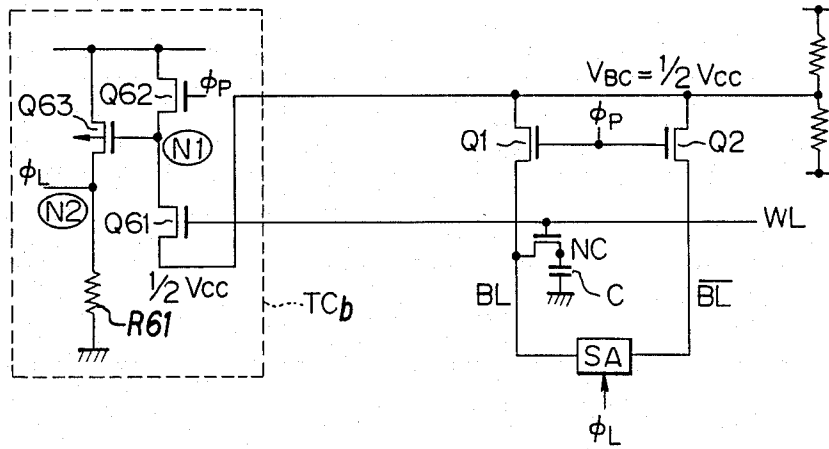 Q62
ϕP
VBC = 1/2 VCC
Q63
N1
Q1
ϕP
Q2
ϕL
N2
Q61
WL
NC
1/2 VCC
C
BL
B̅L̅
R61
TCb
SA
ϕL